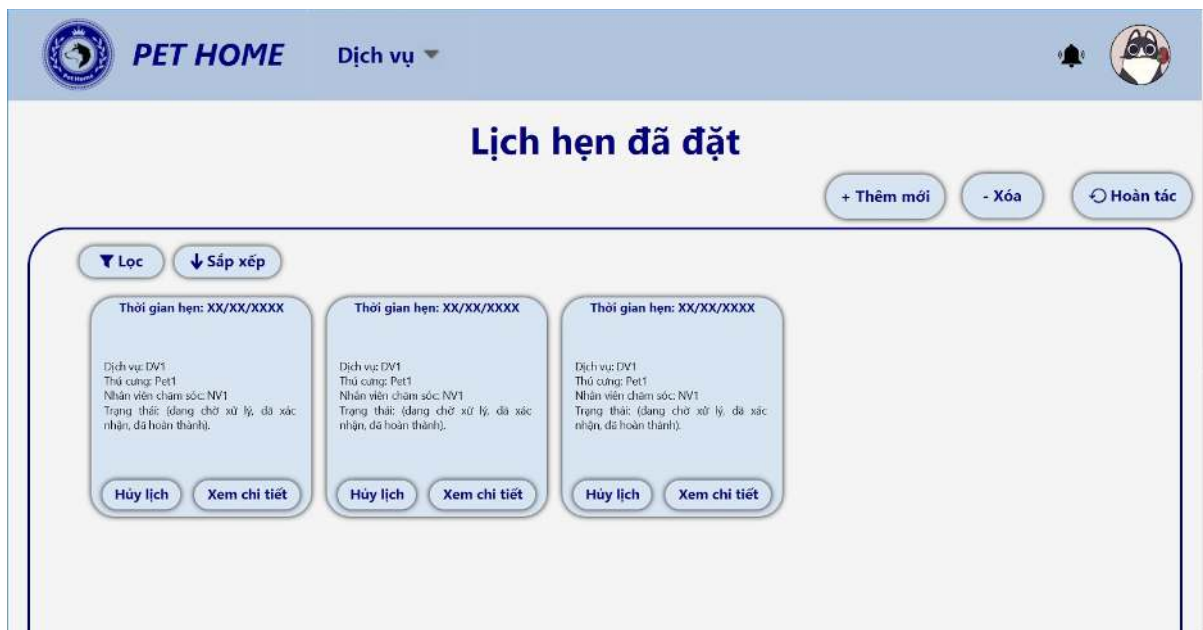 PET HOME
Dịch vụ
Pet Home
Lịch hẹn đã đặt
+ Thêm mới
- Xóa
Hoàn tác
Lọc
Sắp xếp
Thời gian hẹn: XX/XX/XXXX
Dịch vụ: DV1
Thú cưng: Pet1
Nhân viên chăm sóc: NV1
Trạng thái: (đang chờ xử lý, đã xác
nhận, đã hoàn thành).
Hủy lịch
Xem chi tiết
Thời gian hẹn: XX/XX/XXXX
Dịch vụ: DV1
Thú cưng: Pet1
Nhân viên chăm sóc: NV1
Trạng thái: (đang chờ xử lý, đã xác
nhận, đã hoàn thành).
Hủy lịch
Xem chi tiết
Thời gian hẹn: XX/XX/XXXX
Dịch vụ: DV1
Thú cưng: Pet1
Nhân viên chăm sóc: NV1
Trạng thái: (đang chờ xử lý, đã xác
nhận, đã hoàn thành).
Hủy lịch
Xem chi tiết